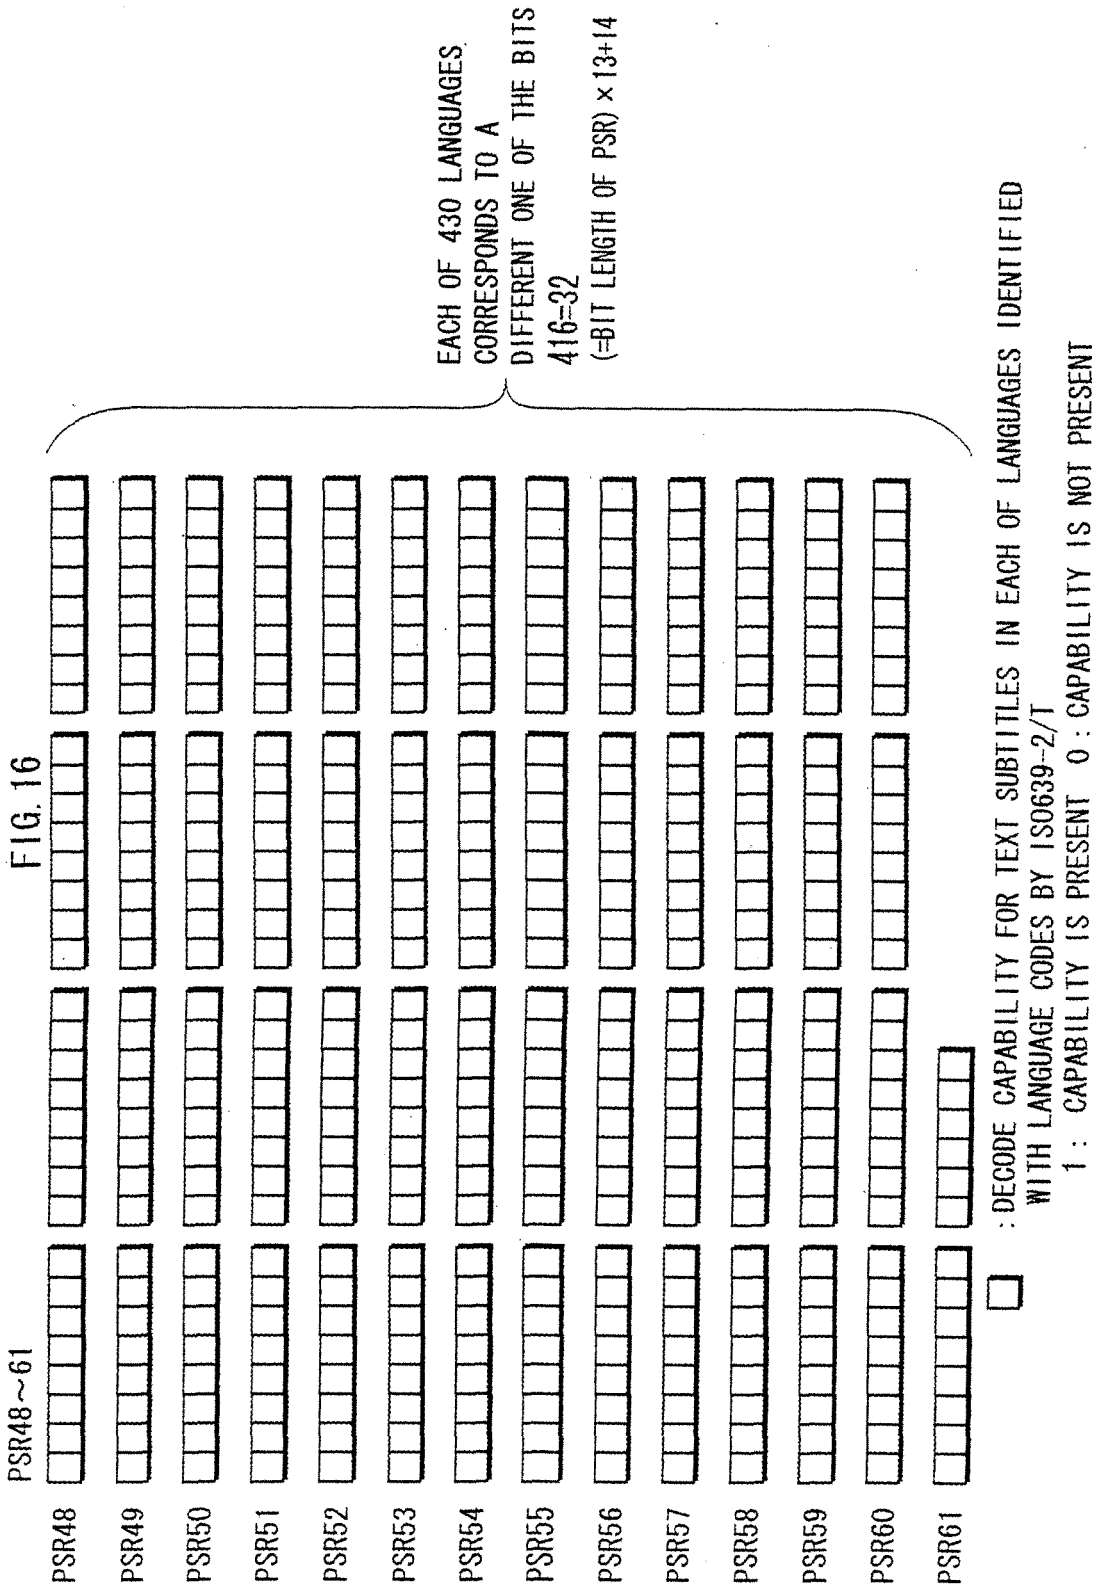 FIG. 16
PSR48～61
PSR48
PSR49
PSR50
PSR51
PSR52
PSR53
PSR54
PSR55
PSR56
PSR57
PSR58
PSR59
PSR60
PSR61
EACH OF 430 LANGUAGES
CORRESPONDS TO A
DIFFERENT ONE OF THE BITS
416=32
(=BIT LENGTH OF PSR)×13+14
:DECODE CAPABILITY FOR TEXT SUBTITLES IN EACH OF LANGUAGES IDENTIFIED
WITH LANGUAGE CODES BY ISO639-2/T
1: CAPABILITY IS PRESENT 0:CAPABILITY IS NOT PRESENT